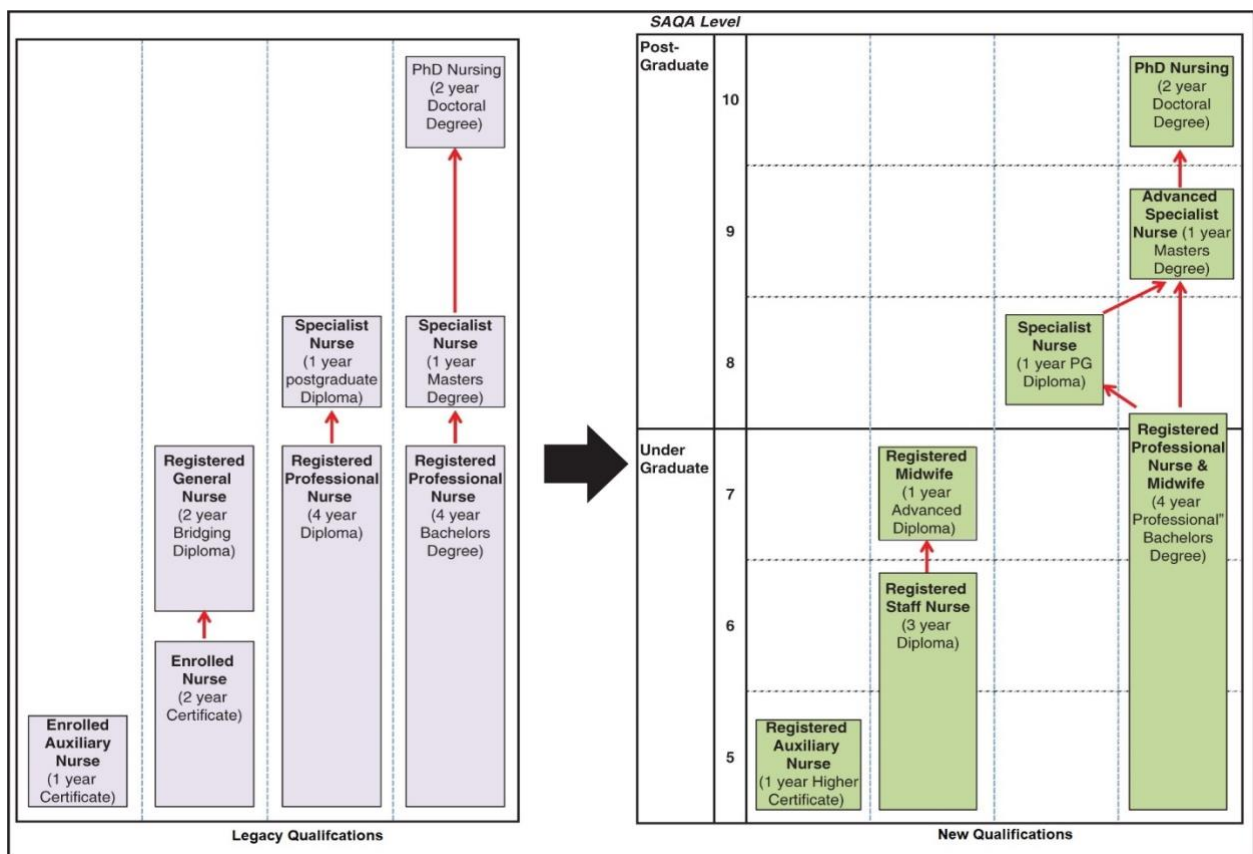 SAQA Level
PhD Nursing
(2 year
Doctoral
Degree)
Specialist
Nurse
(1 year
postgraduate
Diploma)
Specialist
Nurse
(1 year
Masters
Degree)
Registered
General
Nurse
(2 year
Bridging
Diploma)
Registered
Professional
Nurse
(4 year
Diploma)
Registered
Professional
Nurse
(4 year
Bachelors
Degree)
Enrolled
Nurse
(2 year
Certificate)
Enrolled
Auxiliary
Nurse
(1 year
Certificate)
Legacy Qualifcations
Post-
Graduate
10
PhD Nursing
(2 year
Doctoral
Degree)
9
Advanced
Specialist
Nurse (1 year
Masters
Degree)
8
Specialist
Nurse
(1 year PG
Diploma)
Under
Graduate
7
Registered
Midwife
(1 year
Advanced
Diploma)
Registered
Professional
Nurse &
Midwife
(4 year
Professional"
Bachelors
Degree)
6
Registered
Staff Nurse
(3 year
Diploma)
5
Registered
Auxiliary
Nurse
(1 year Higher
Certificate)
New Qualifications